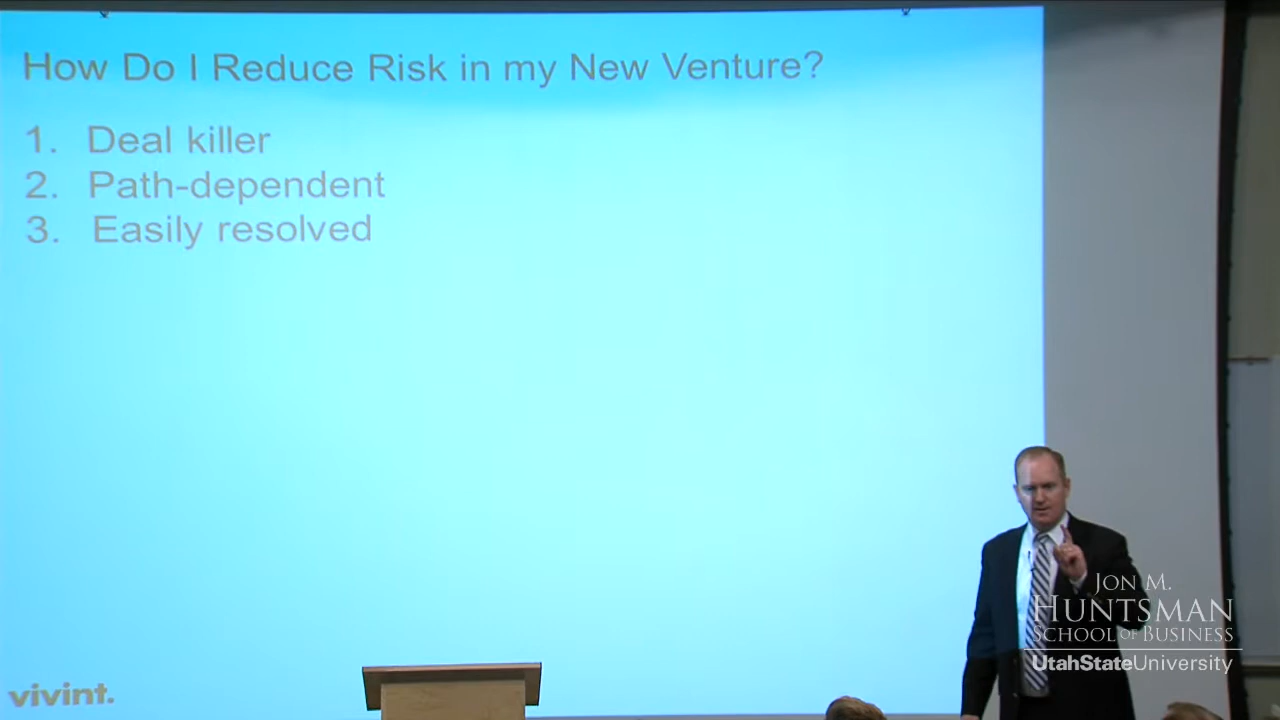 How Do I Reduce Risk in my New Venture?
1. Deal killer
2. Path-dependent
3. Easily resolved
vivint.
JON M.
HUNTSMAN
SCHOOL OF BUSINESS
UtahStateUniversity